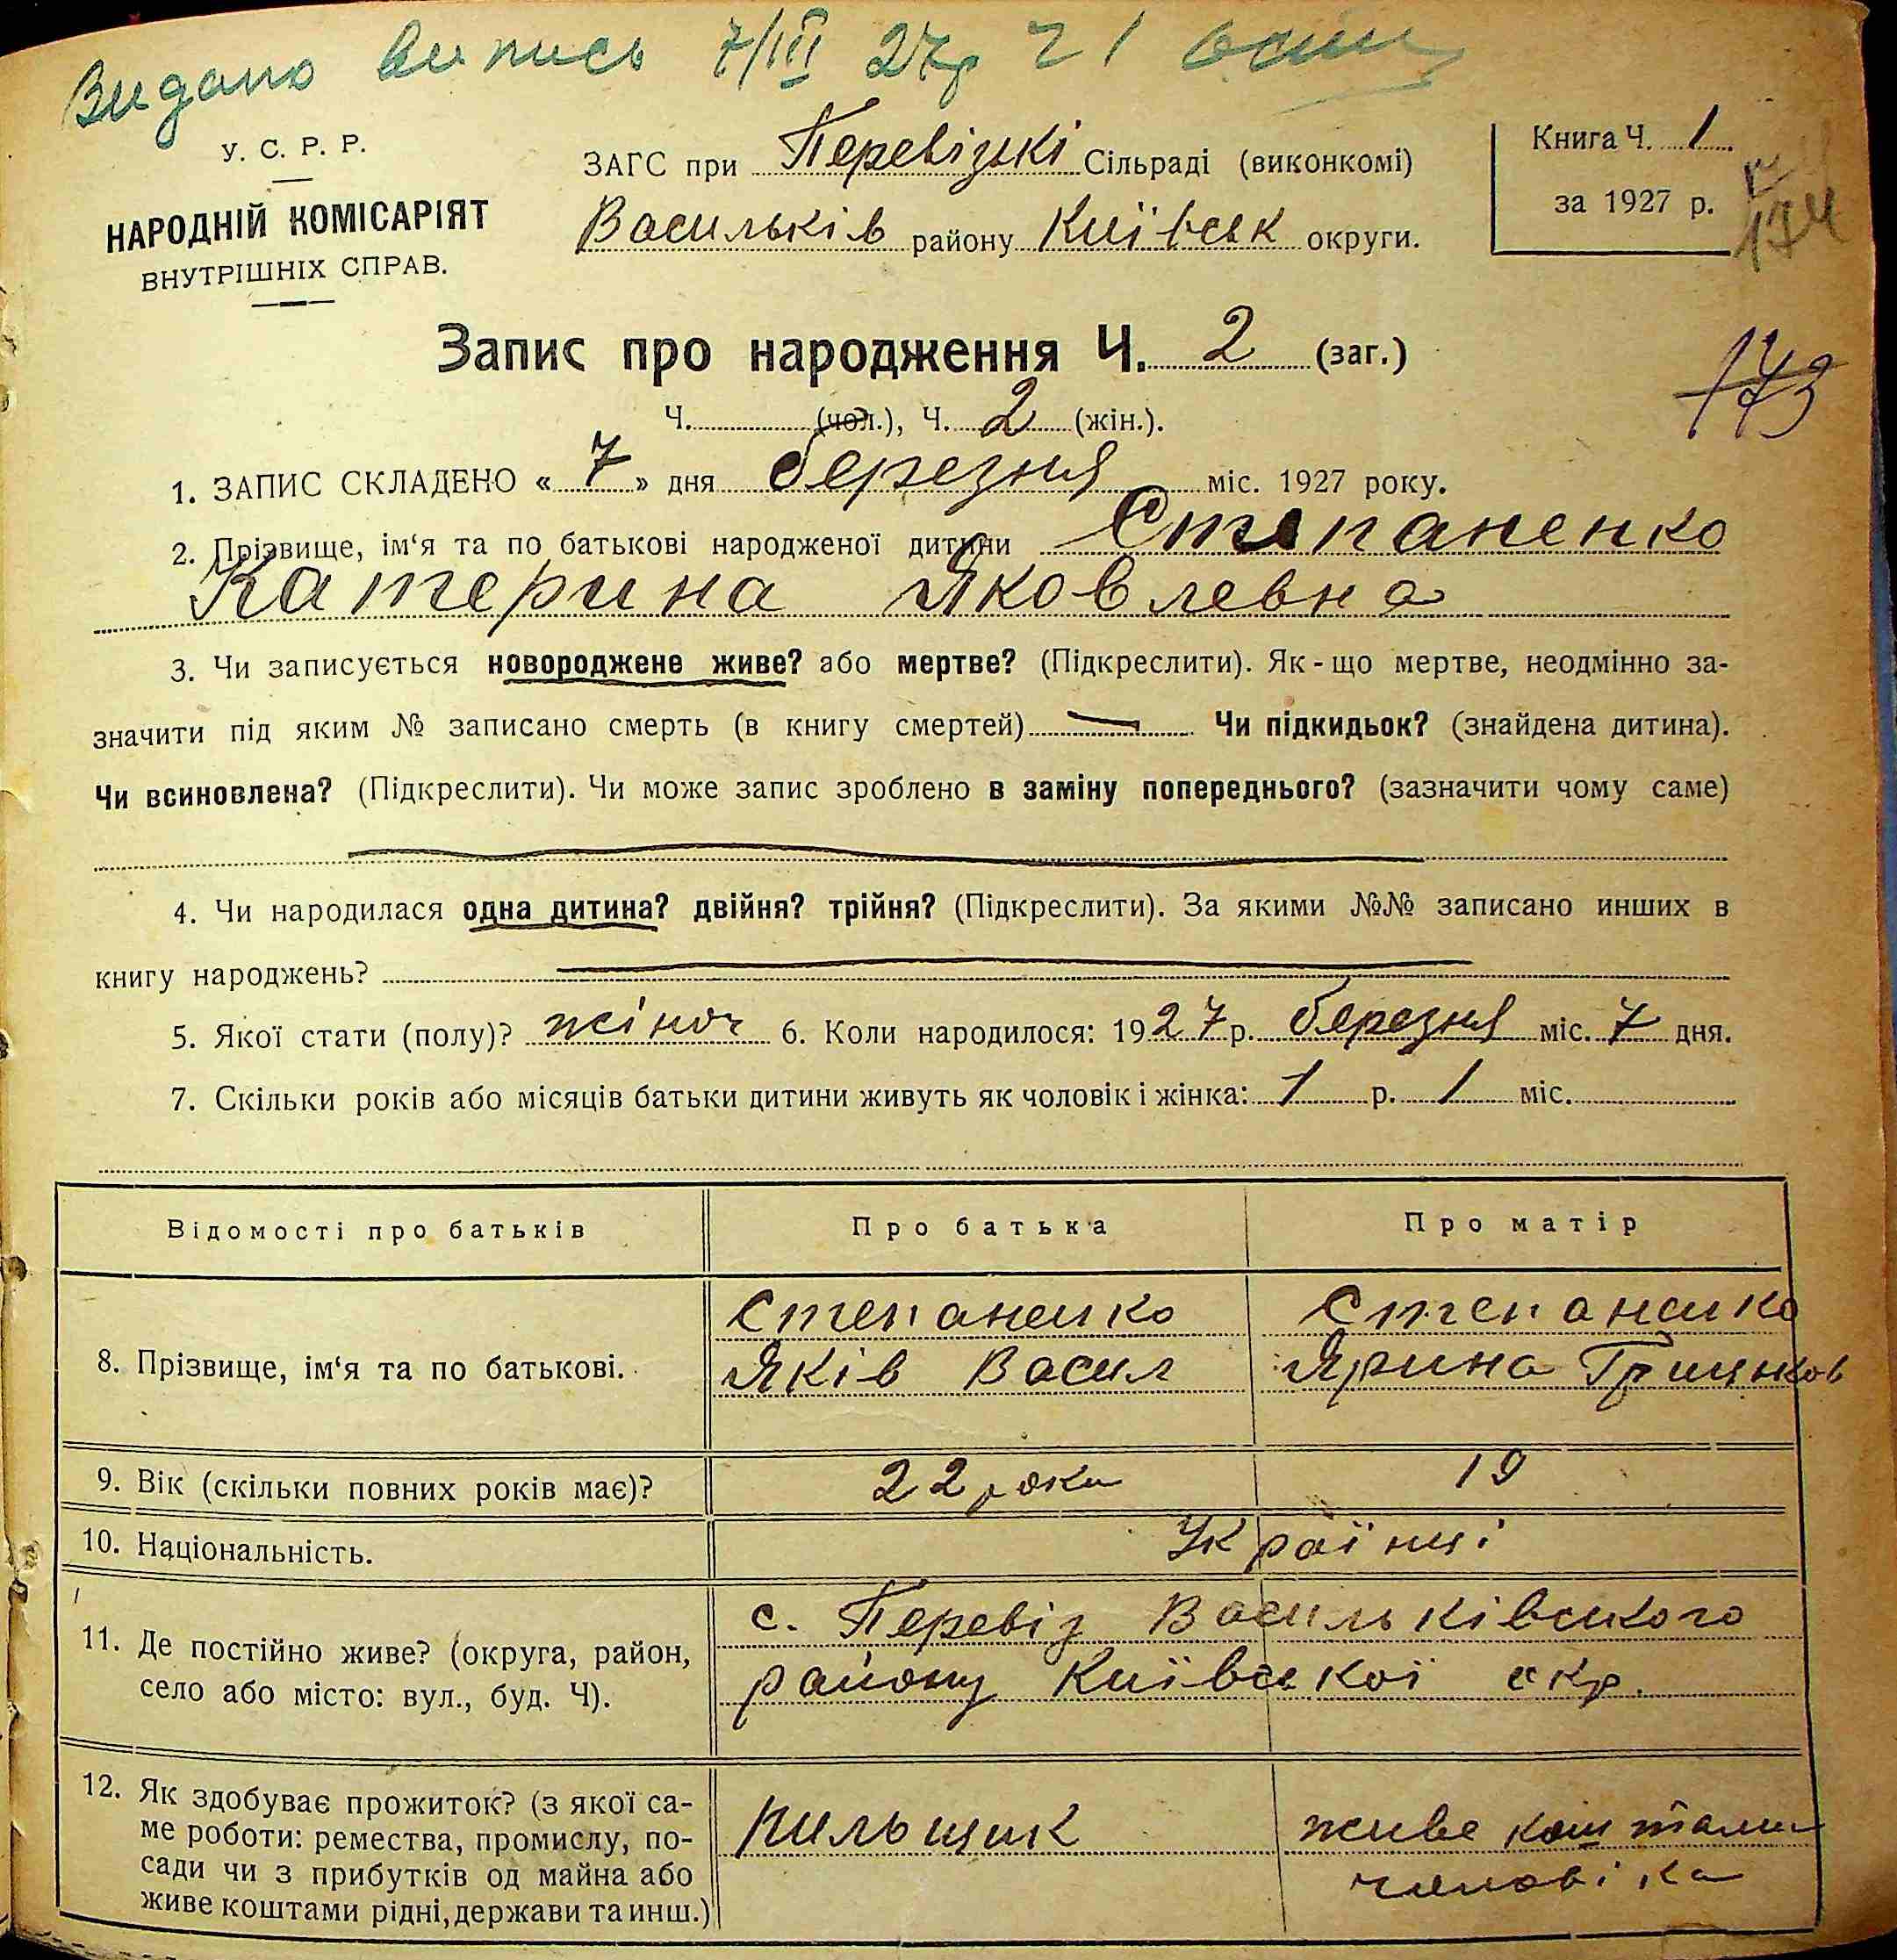 Видано випись 7/III 27р Ч 1
У. С. Р. Р.
НАРОДНІЙ КОМІСАРІЯТ
ВНУТРІШНІХ СПРАВ.
ЗАГС при Перевізькі Сільраді (виконкомі)
Васильків району Київськ округи.
Книга Ч. 1
за 1927 р.
174
173
Запис про народження Ч. 2 (заг.)
Ч. (чол.), Ч. 2 (жін.).
1. ЗАПИС СКЛАДЕНО « 7 » дня березня міс. 1927 року.
2. Прізвище, ім‘я та по батькові народженої дитини Степаненко
Катерина Яковлевна
3. Чи записується новороджене живе? або мертве? (Підкреслити). Як-що мертве, неодмінно за-
значити під яким № записано смерть (в книгу смертей) — Чи підкидьок? (знайдена дитина).
Чи всиновлена? (Підкреслити). Чи може запис зроблено в заміну попереднього? (зазначити чому саме)
4. Чи народилася одна дитина? двійня? трійня? (Підкреслити). За якими №№ записано инших в
книгу народжень?
5. Якої стати (полу)? жіноч 6. Коли народилося: 1927 р. березня міс. 7 дня.
7. Скільки років або місяців батьки дитини живуть як чоловік і жінка: 1 р. 1 міс.
Відомості про батьків Про батька Про матір
8. Прізвище, ім‘я та по батькові.
Степаненко
Яків Васил
Степаненко
Ярина Грицьков
9. Вік (скільки повних років має)? 22 роки 19
10. Національність. Українці
11. Де постійно живе? (округа, район,
село або місто: вул., буд. Ч).
с. Перевіз Васильківського
району Київської окр.
12. Як здобуває прожиток? (з якої са-
ме роботи: ремества, промислу, по-
сади чи з прибутків од майна або
живе коштами рідні, держави та инш.)
пильщик
живе коштами
чоловіка